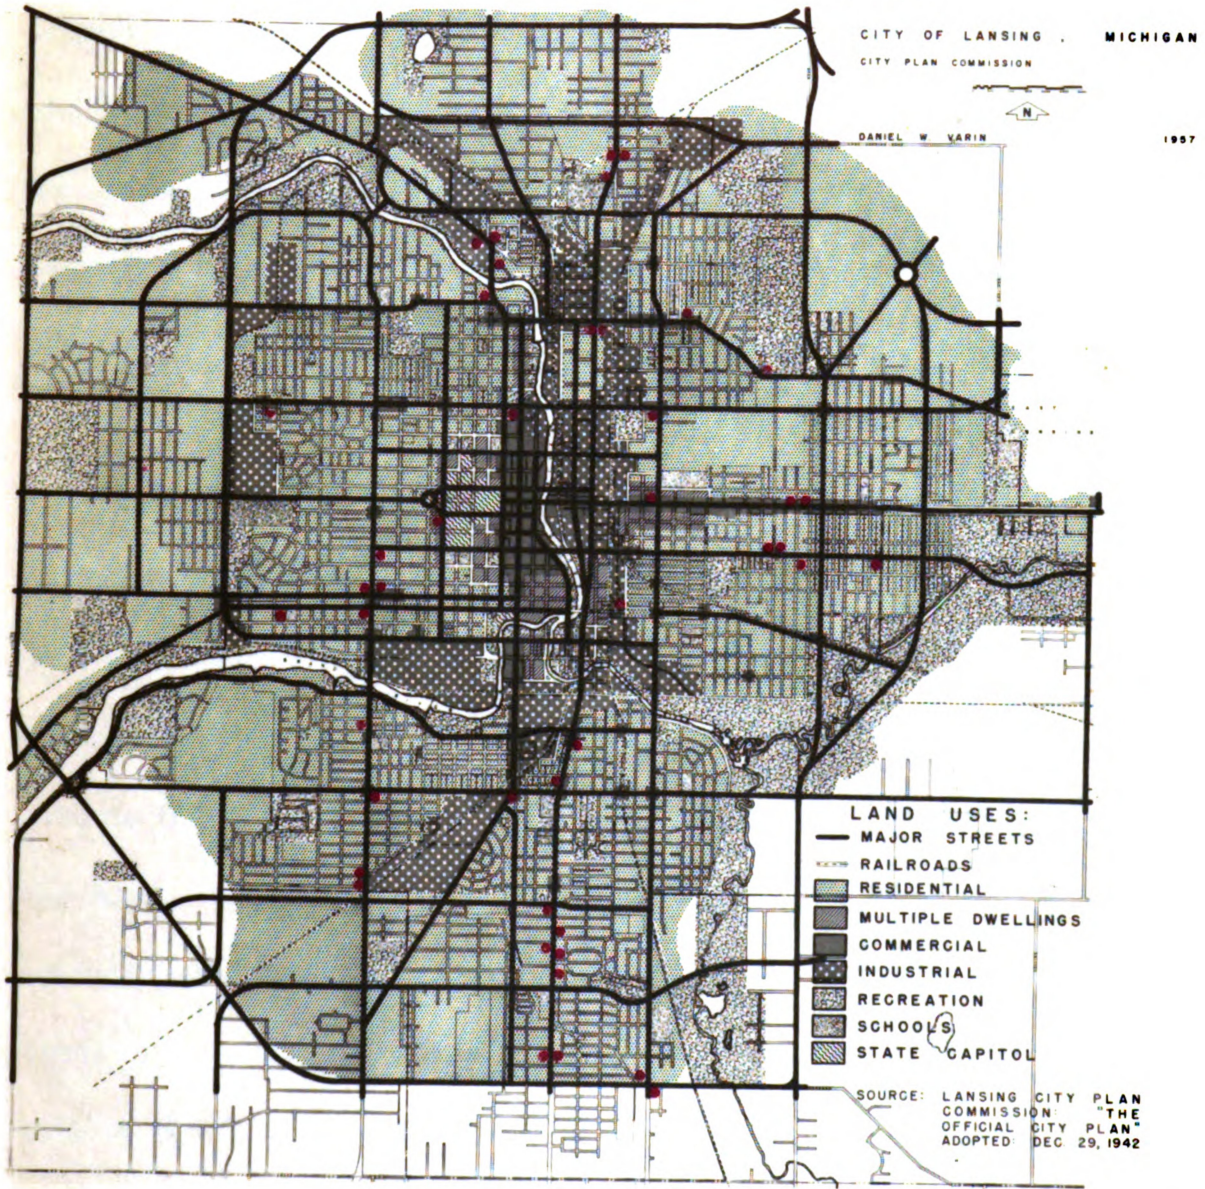 CITY OF LANSING, MICHIGAN
CITY PLAN COMMISSION
N
DANIEL W. VARIN 1957
LAND USES:
MAJOR STREETS
RAILROADS
RESIDENTIAL
MULTIPLE DWELLINGS
COMMERCIAL
INDUSTRIAL
RECREATION
SCHOOLS
STATE CAPITOL
SOURCE: LANSING CITY PLAN
COMMISSION: "THE
OFFICIAL CITY PLAN"
ADOPTED DEC. 29, 1942